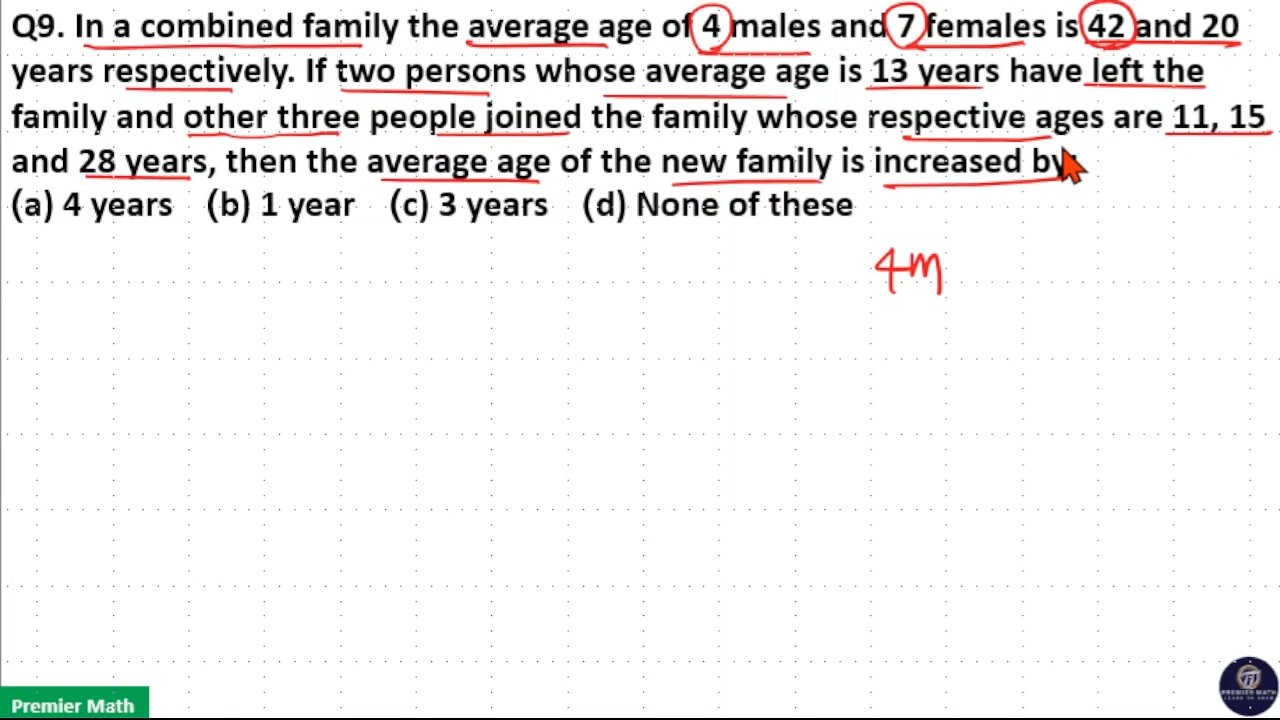 Q9. In a combined family the average age of 4 males and 7 females is 42 and 20
years respectively. If two persons whose average age is 13 years have left the
family and other three people joined the family whose respective ages are 11, 15
and 28 years, then the average age of the new family is increased by
(a) 4 years (b) 1 year (c) 3 years (d) None of these
4m
Premier Math
PREMIER MATH